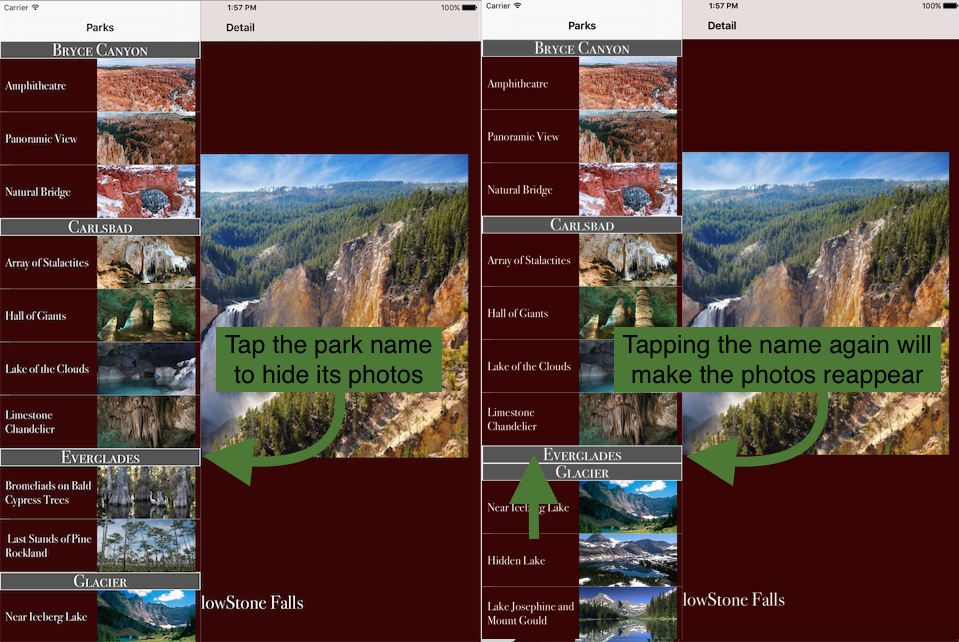 Carrier
1:57 PM
100%
Parks
Detail
Bryce Canyon
Amphitheatre
Panoramic View
Natural Bridge
Carlsbad
Array of Stalactites
Hall of Giants
Lake of the Clouds
Limestone
Chandelier
Everglades
Bromeliads on Bald
Cypress Trees
Last Stands of Pine
Rockland
Glacier
Near Iceberg Lake
Tap the park name
to hide its photos
lowStone Falls
Carrier
1:57 PM
100%
Parks
Detail
Bryce Canyon
Amphitheatre
Panoramic View
Natural Bridge
Carlsbad
Array of Stalactites
Hall of Giants
Lake of the Clouds
Limestone
Chandelier
Everglades
Glacier
Near Iceberg Lake
Hidden Lake
Lake Josephine and
Mount Gould
Tapping the name again will
make the photos reappear
lowStone Falls